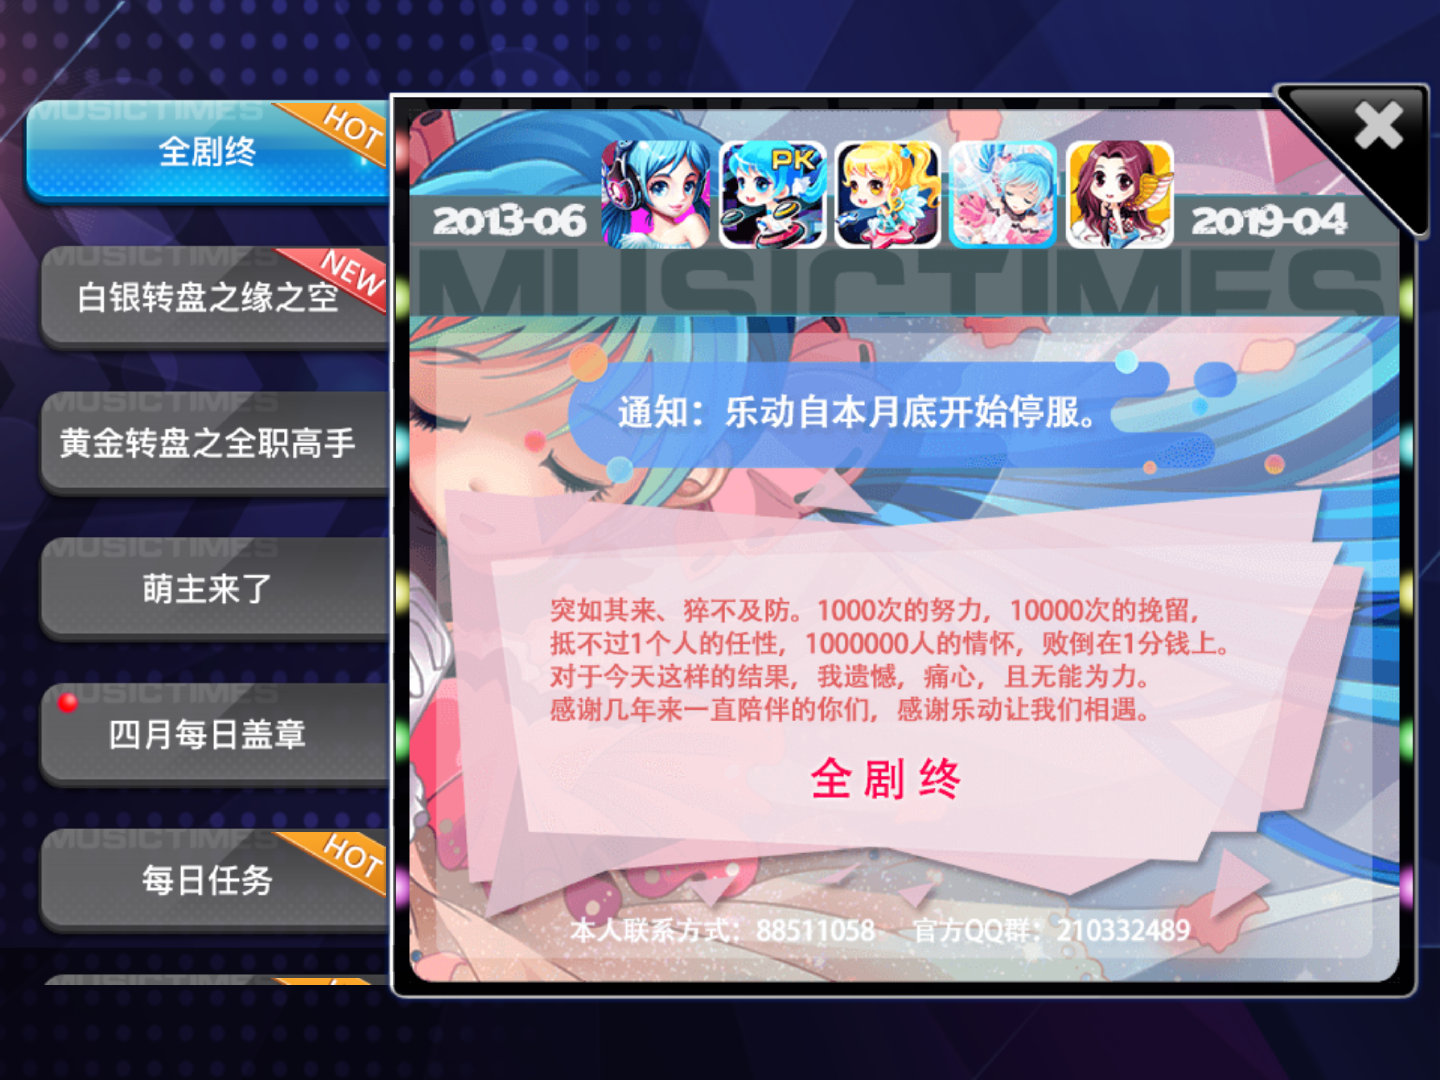 MUSICTIMES
全剧终
HOT
MUSICTIMES
白银转盘之缘之空
NEW
MUSICTIMES
黄金转盘之全职高手
MUSICTIMES
萌主来了
MUSICTIMES
四月每日盖章
MUSICTIMES
每日任务
HOT
2013-06
PK
2019-04
MUSICTIMES
通知：乐动自本月底开始停服。
突如其来、猝不及防。1000次的努力，10000次的挽留，
抵不过1个人的任性，1000000人的情怀，败倒在1分钱上。
对于今天这样的结果，我遗憾，痛心，且无能为力。
感谢几年来一直陪伴的你们，感谢乐动让我们相遇。
全剧终
本人联系方式：88511058 官方QQ群：210332489